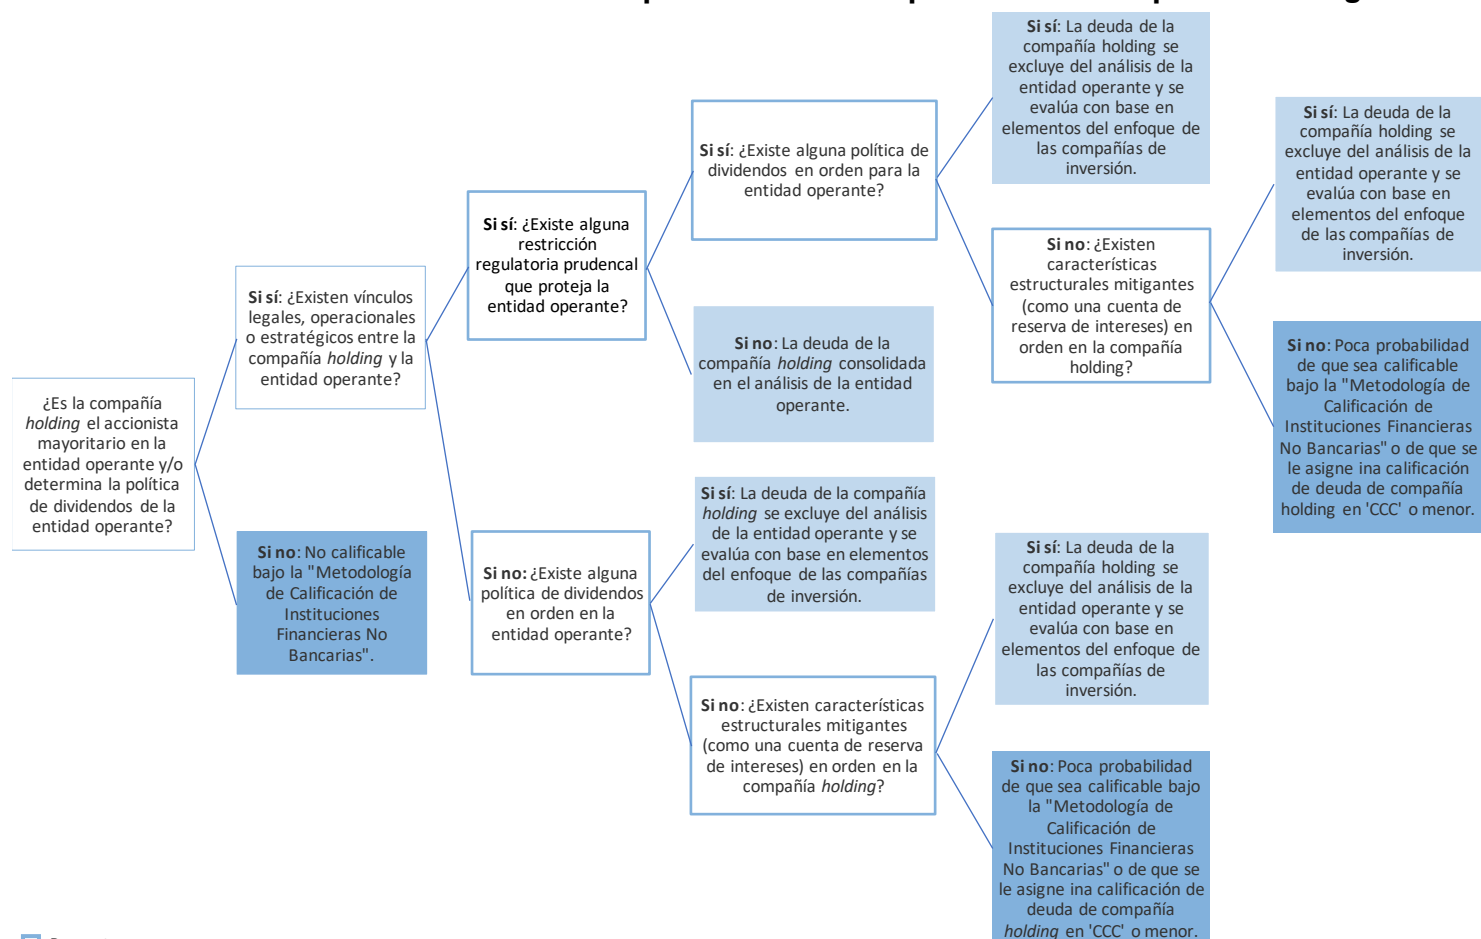 ¿Es la compañía
holding el accionista
mayoritario en la
entidad operante y/o
determina la política
de dividendos de la
entidad operante?
Si sí: ¿Existen vínculos
legales, operacionales
o estratégicos entre la
compañía holding y la
entidad operante?
Si no: No calificable
bajo la "Metodología
de Calificación de
Instituciones
Financieras No
Bancarias".
Si sí: ¿Existe alguna
restricción
regulatoria prudencal
que proteja la
entidad operante?
Si no: ¿Existe alguna
política de dividendos
en orden en la
entidad operante?
Si sí: ¿Existe alguna política de
dividendos en orden para la
entidad operante?
Si no: La deuda de la
compañía holding consolidada
en el análisis de la entidad
operante.
Si sí: La deuda de la compañía
holding se excluye del análisis
de la entidad operante y se
evalúa con base en elementos
del enfoque de las compañías
de inversión.
Si no: ¿Existen características
estructurales mitigantes
(como una cuenta de reserva
de intereses) en orden en la
compañía holding?
Si sí: La deuda de la
compañía holding se
excluye del análisis de la
entidad operante y se
evalúa con base en
elementos del enfoque de
las compañías de
inversión.
Si no: ¿Existen
características
estructurales mitigantes
(como una cuenta de
reserva de intereses) en
orden en la compañía
holding?
Si sí: La deuda de la
compañía holding se
excluye del análisis de la
entidad operante y se
evalúa con base en
elementos del enfoque de
las compañías de
inversión.
Si no: Poca probabilidad
de que sea calificable bajo
la "Metodología de
Calificación de
Instituciones Financieras
No Bancarias" o de que se
le asigne ina calificación de
deuda de compañía
holding en 'CCC' o menor.
Si sí: La deuda de la
compañía holding se
excluye del análisis de la
entidad operante y se
evalúa con base en
elementos del enfoque
de las compañías de
inversión.
Si no: Poca probabilidad
de que sea calificable
bajo la "Metodología de
Calificación de
Instituciones Financieras
No Bancarias" o de que se
le asigne ina calificación
de deuda de compañía
holding en 'CCC' o menor.